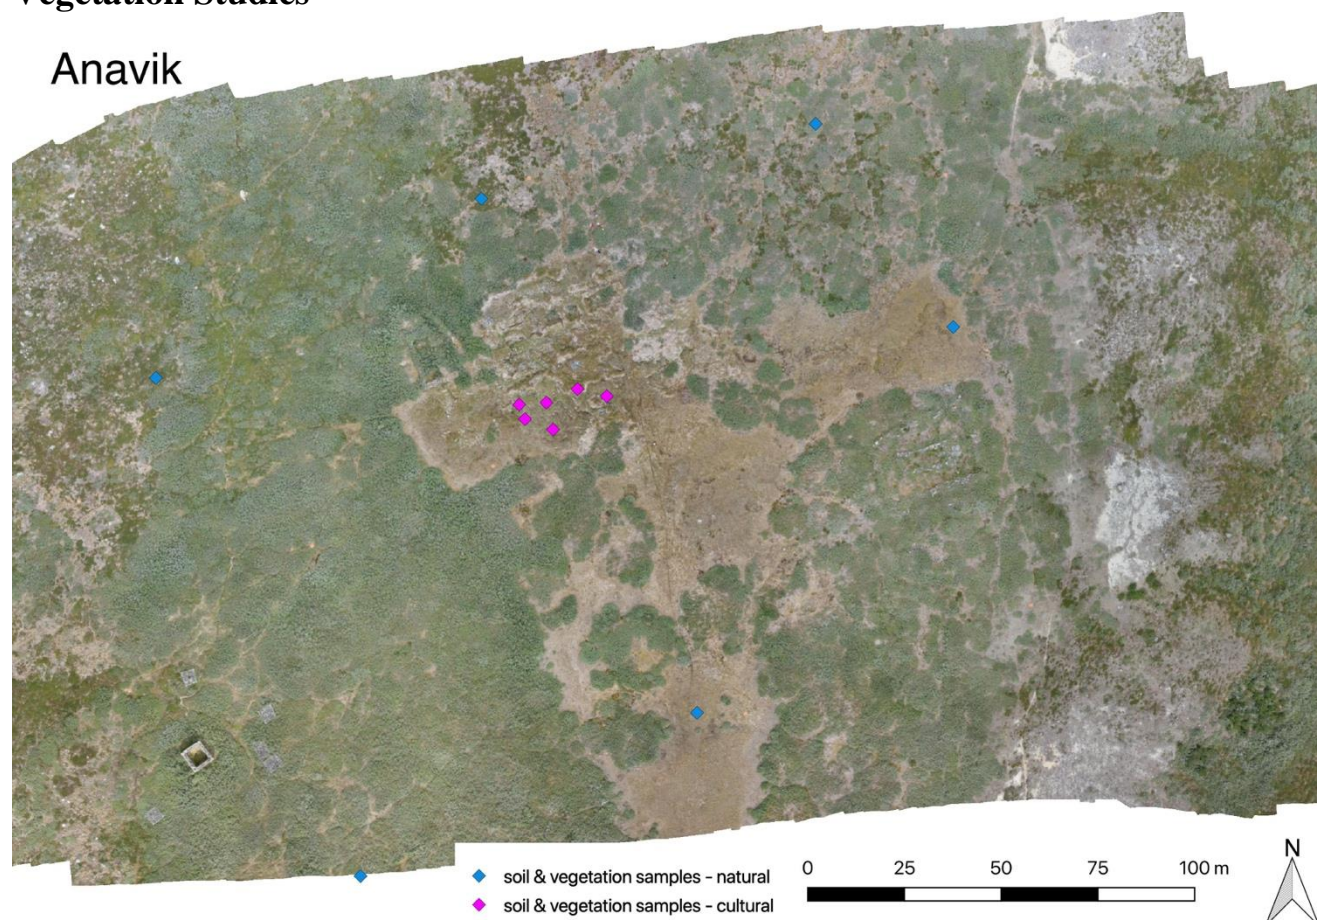 Vegetation Studies
Anavik
soil & vegetation samples - natural
soil & vegetation samples - cultural
0 25 50 75 100 m
N